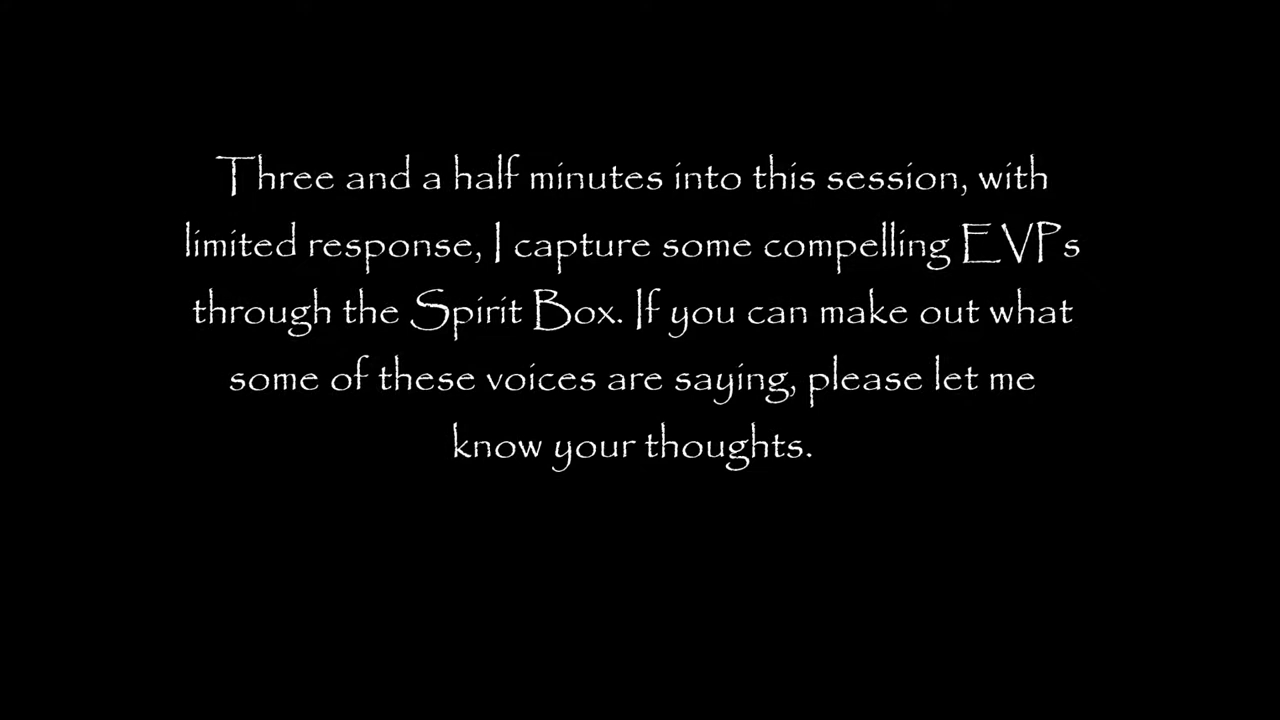 Three and a half minutes into this session, with
limited response, I capture some compelling EVPs
through the Spirit Box. If you can make out what
some of these voices are saying, please let me
know your thoughts.